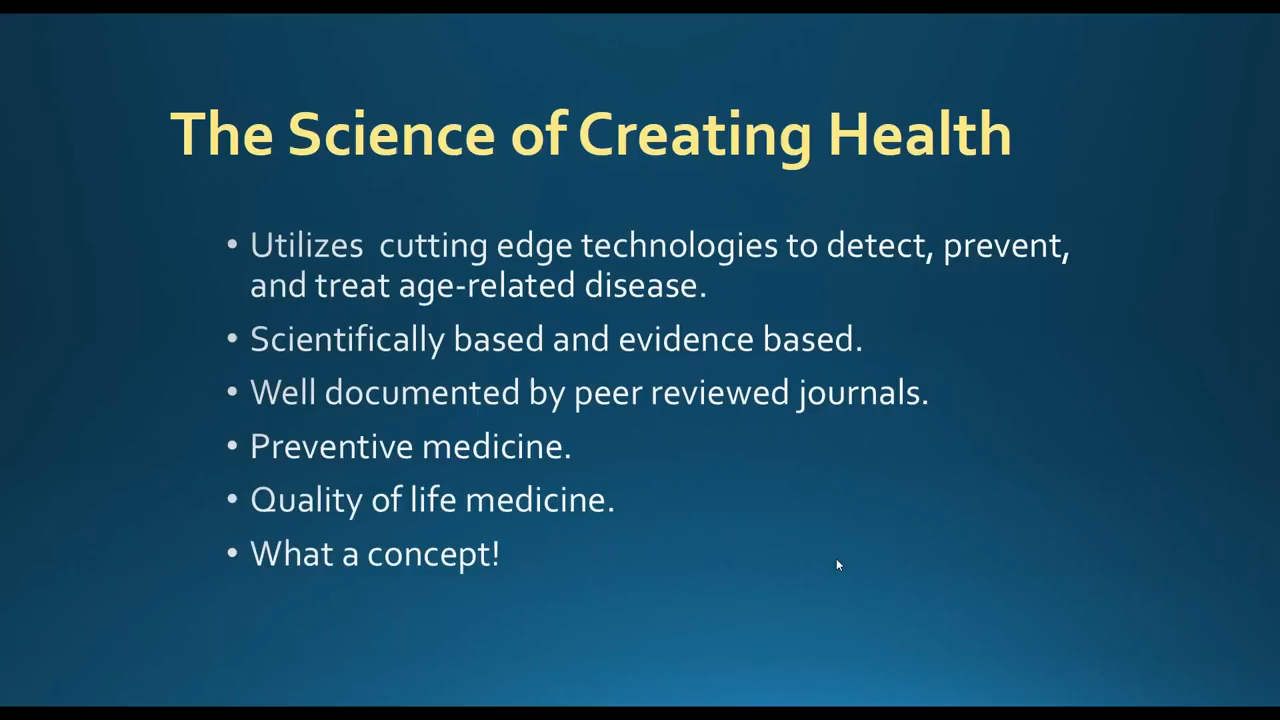 The Science of Creating Health
• Utilizes  cutting edge technologies to detect, prevent,
and treat age-related disease.
• Scientifically based and evidence based.
• Well documented by peer reviewed journals.
• Preventive medicine.
• Quality of life medicine.
• What a concept!